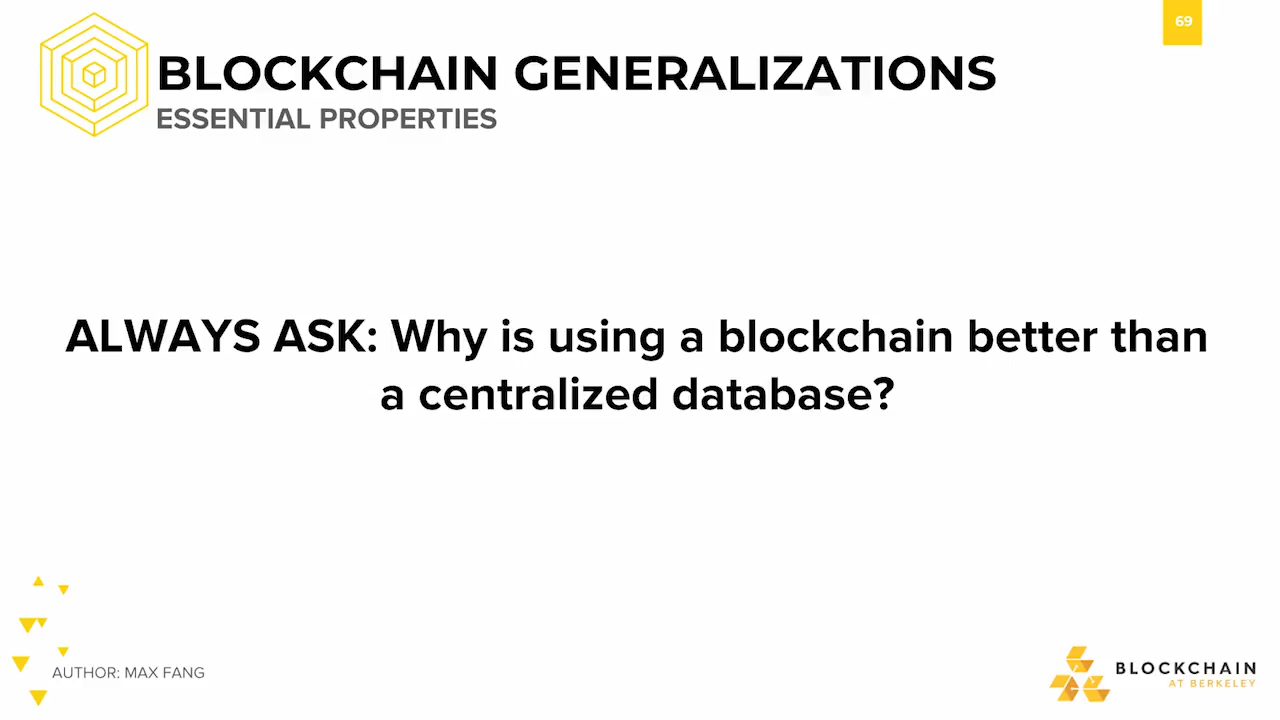 69
BLOCKCHAIN GENERALIZATIONS
ESSENTIAL PROPERTIES
ALWAYS ASK: Why is using a blockchain better than
a centralized database?
AUTHOR: MAX FANG
BLOCKCHAIN
AT BERKELEY